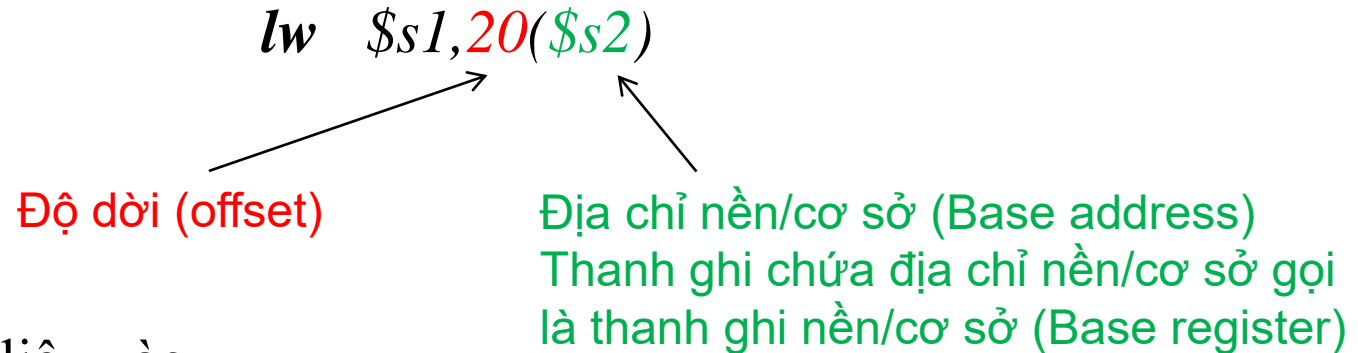 lw $s1,20($s2)
Độ dời (offset)
Địa chỉ nền/cơ sở (Base address)
Thanh ghi chứa địa chỉ nền/cơ sở gọi
là thanh ghi nền/cơ sở (Base register)